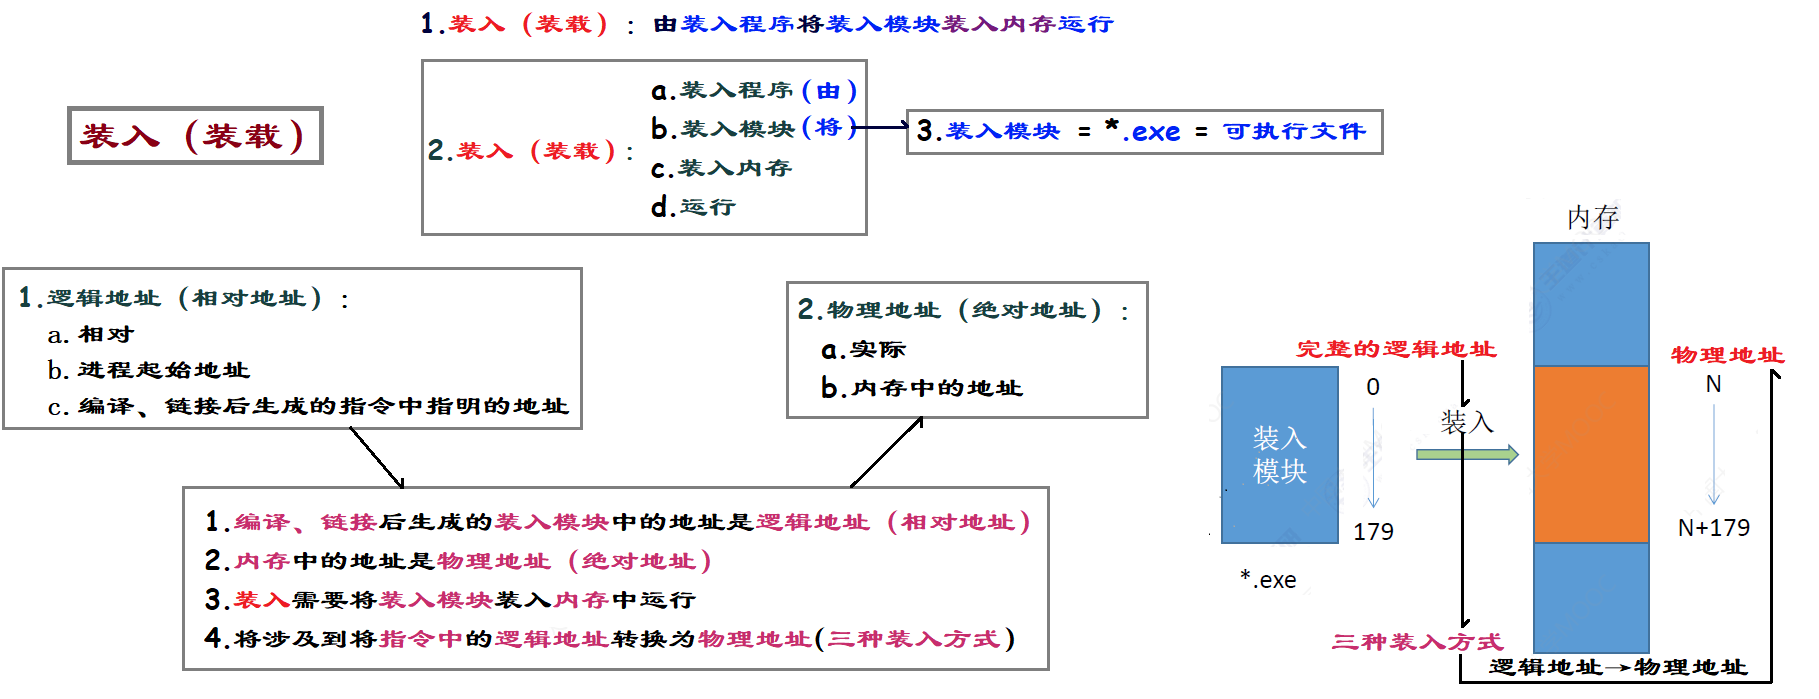 1.装入（装载）：由装入程序将装入模块装入内存运行
装入（装载）
2.装入（装载）：
a.装入程序(由)
b.装入模块(将)
c.装入内存
d.运行
3.装入模块 = *.exe = 可执行文件
1.逻辑地址（相对地址）：
a. 相对
b. 进程起始地址
c. 编译、链接后生成的指令中指明的地址
2.物理地址（绝对地址）：
a.实际
b.内存中的地址
1.编译、链接后生成的装入模块中的地址是逻辑地址（相对地址）
2.内存中的地址是物理地址（绝对地址）
3.装入需要将装入模块装入内存中运行
4.将涉及到将指令中的逻辑地址转换为物理地址(三种装入方式)
内存
完整的逻辑地址
物理地址
0
N
装入
模块
装入
179
N+179
*.exe
三种装入方式
逻辑地址→物理地址